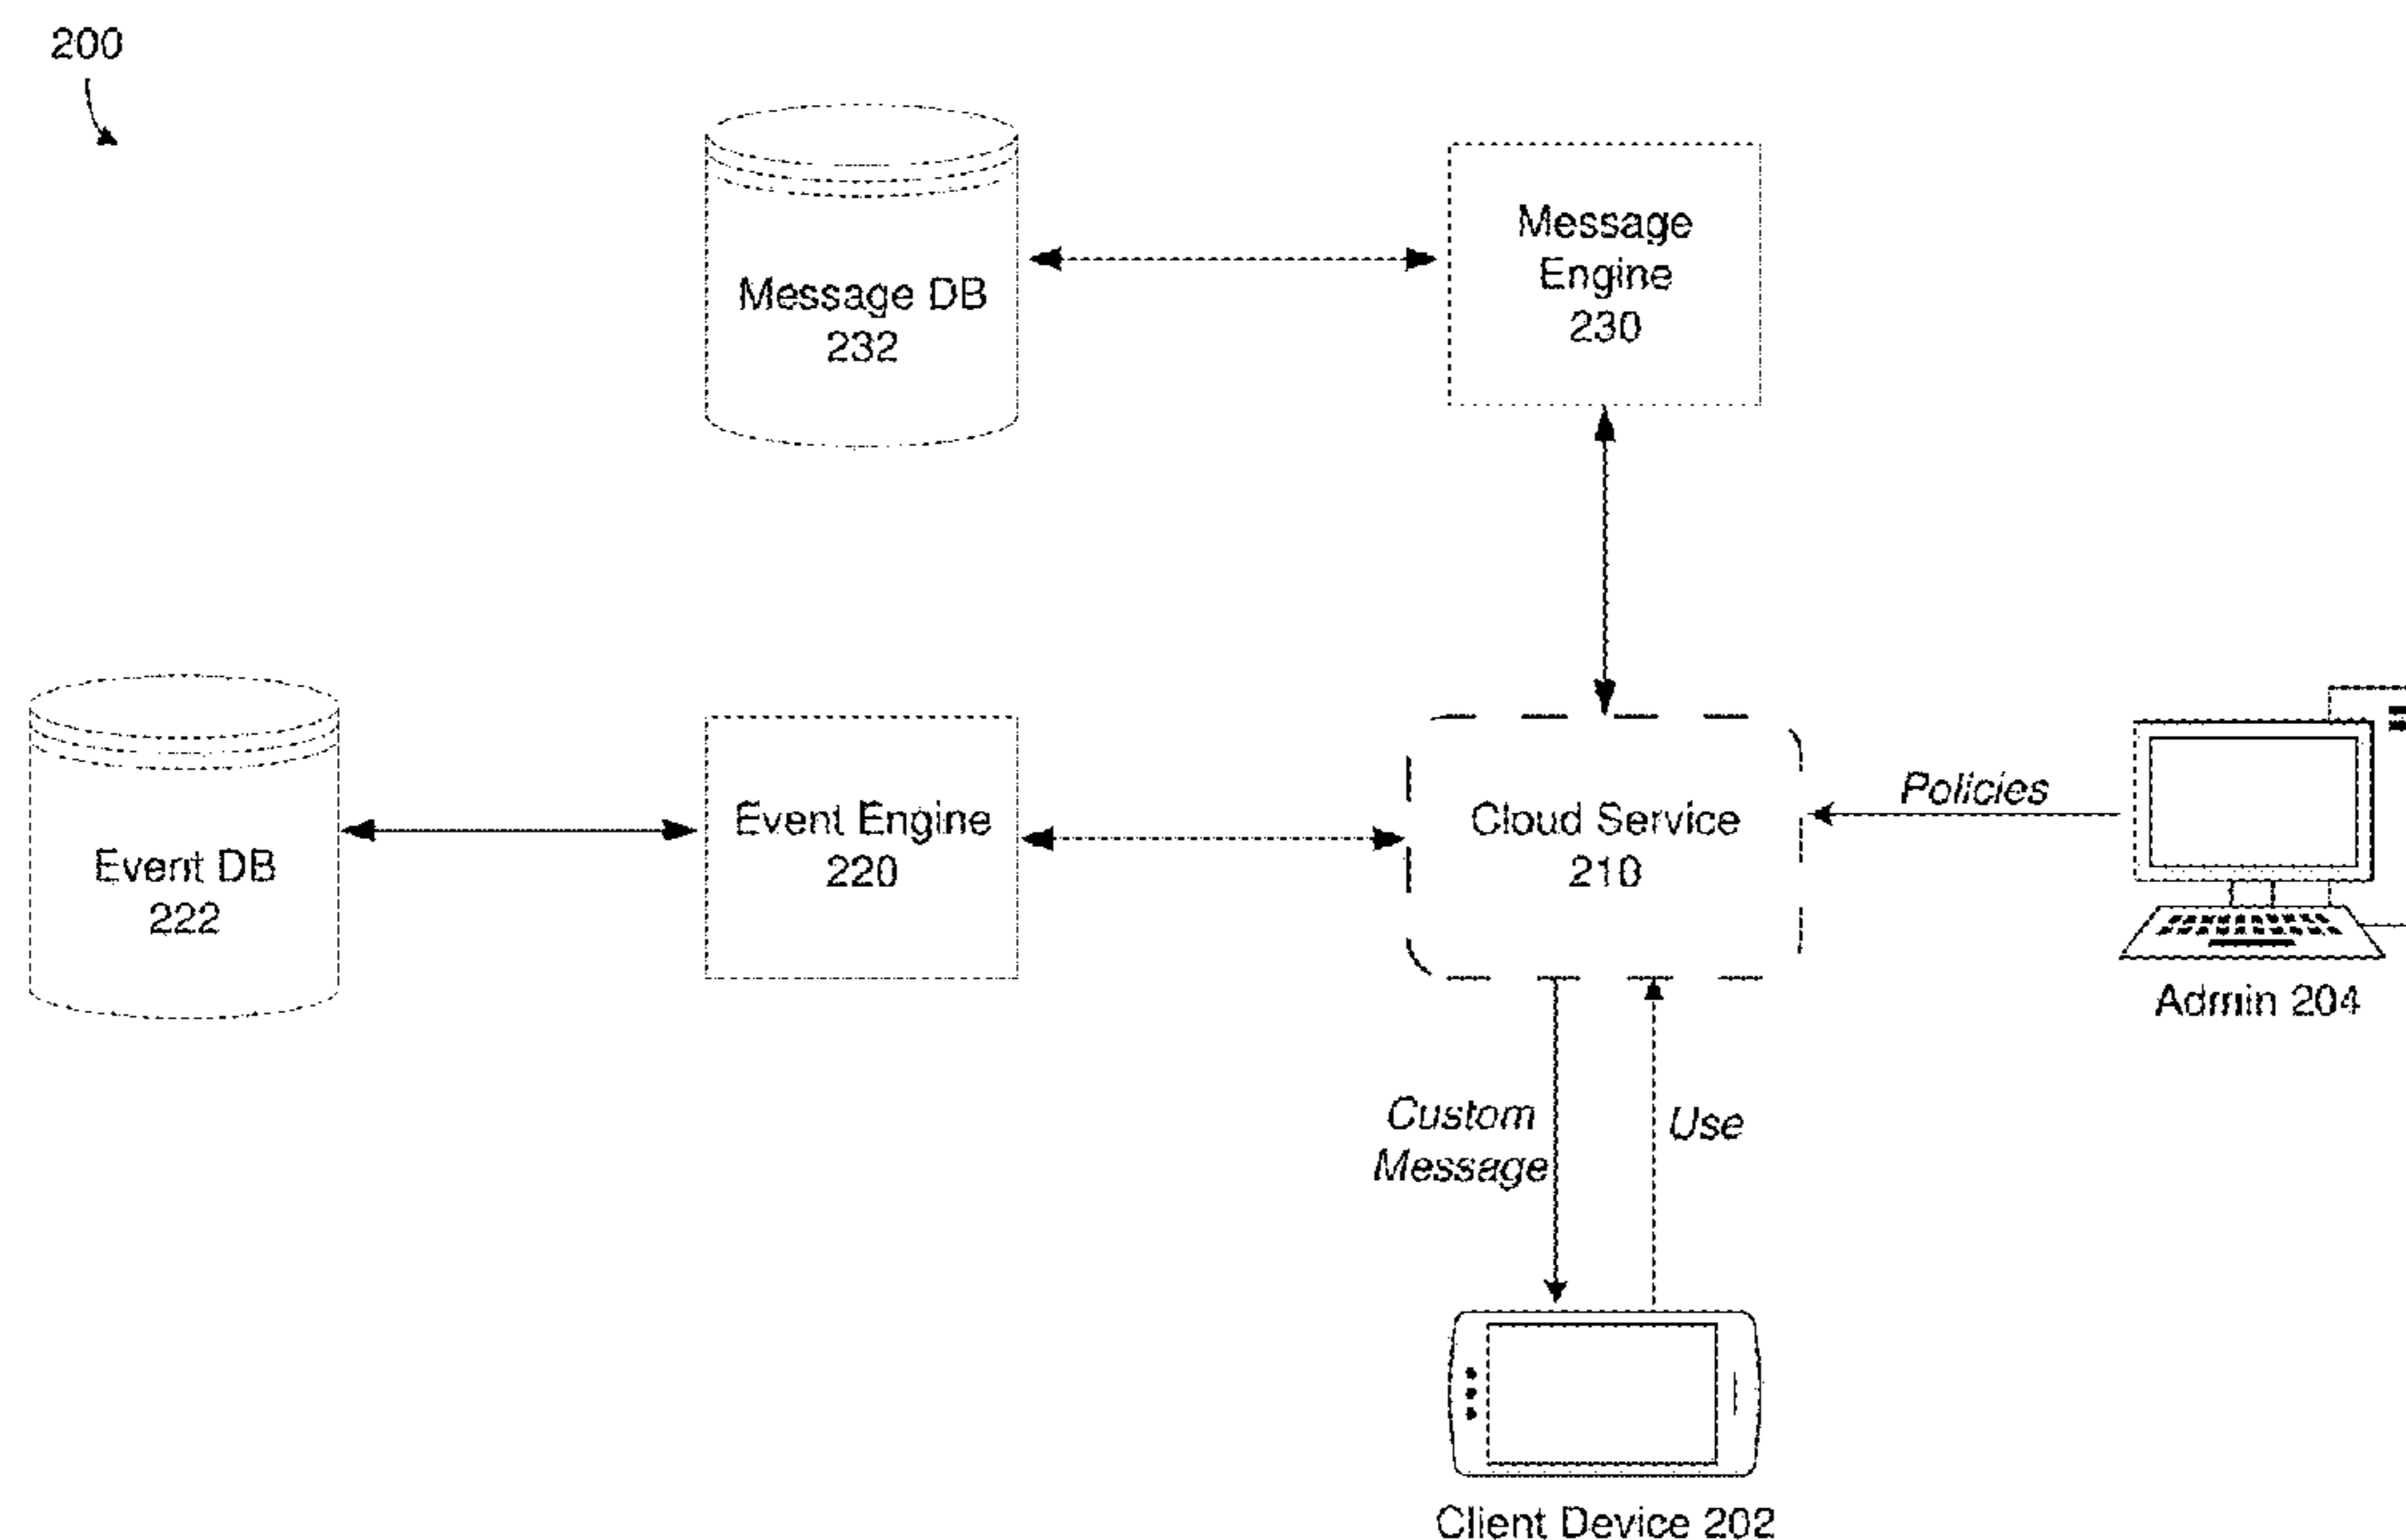 200
Message DB
232
Message
Engine
230
Event DB
222
Event Engine
220
Cloud Service
210
Policies
Admin 204
Custom
Message
Use
Client Device 202